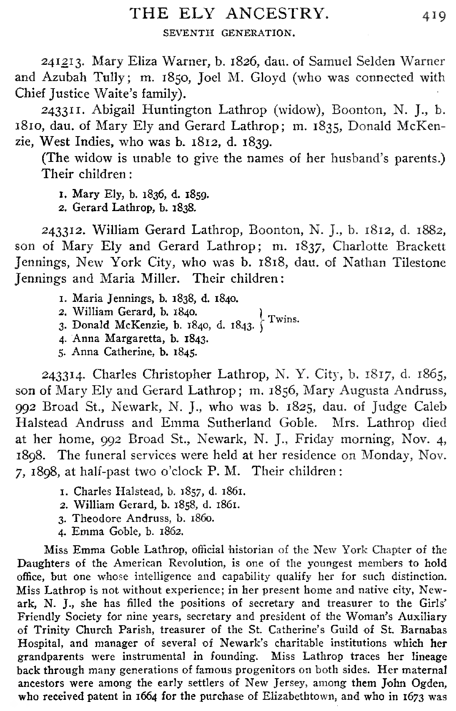 THE ELY ANCESTRY. 419
SEVENTH GENERATION.
241213. Mary Eliza Warner, b. 1826, dau. of Samuel Selden Warner
and Azubah Tully; m. 1850, Joel M. Gloyd (who was connected with
Chief Justice Waite's family).
243311. Abigail Huntington Lathrop (widow), Boonton, N. J., b.
1810, dau. of Mary Ely and Gerard Lathrop; m. 1835, Donald McKen-
zie, West Indies, who was b. 1812, d. 1839.
(The widow is unable to give the names of her husband's parents.)
Their children:
1. Mary Ely, b. 1836, d. 1859.
2. Gerard Lathrop, b. 1838.
243312. William Gerard Lathrop, Boonton, N. J., b. 1812, d. 1882,
son of Mary Ely and Gerard Lathrop; m. 1837, Charlotte Brackett
Jennings, New York City, who was b. 1818, dau. of Nathan Tilestone
Jennings and Maria Miller. Their children:
1. Maria Jennings, b. 1838, d. 1840.
2. William Gerard, b. 1840.
3. Donald McKenzie, b. 1840, d. 1843. } Twins.
4. Anna Margaretta, b. 1843.
5. Anna Catherine, b. 1845.
243314. Charles Christopher Lathrop, N. Y. City, b. 1817, d. 1865,
son of Mary Ely and Gerard Lathrop; m. 1856, Mary Augusta Andruss,
992 Broad St., Newark, N. J., who was b. 1825, dau. of Judge Caleb
Halstead Andruss and Emma Sutherland Goble. Mrs. Lathrop died
at her home, 992 Broad St., Newark, N. J., Friday morning, Nov. 4,
1898. The funeral services were held at her residence on Monday, Nov.
7, 1898, at half-past two o'clock P. M. Their children:
1. Charles Halstead, b. 1857, d. 1861.
2. William Gerard, b. 1858, d. 1861.
3. Theodore Andruss, b. 1860.
4. Emma Goble, b. 1862.
Miss Emma Goble Lathrop, official historian of the New York Chapter of the
Daughters of the American Revolution, is one of the youngest members to hold
office, but one whose intelligence and capability qualify her for such distinction.
Miss Lathrop is not without experience; in her present home and native city, New-
ark, N. J., she has filled the positions of secretary and treasurer to the Girls'
Friendly Society for nine years, secretary and president of the Woman's Auxiliary
of Trinity Church Parish, treasurer of the St. Catherine's Guild of St. Barnabas
Hospital, and manager of several of Newark's charitable institutions which her
grandparents were instrumental in founding. Miss Lathrop traces her lineage
back through many generations of famous progenitors on both sides. Her maternal
ancestors were among the early settlers of New Jersey, among them John Ogden,
who received patent in 1664 for the purchase of Elizabethtown, and who in 1673 was